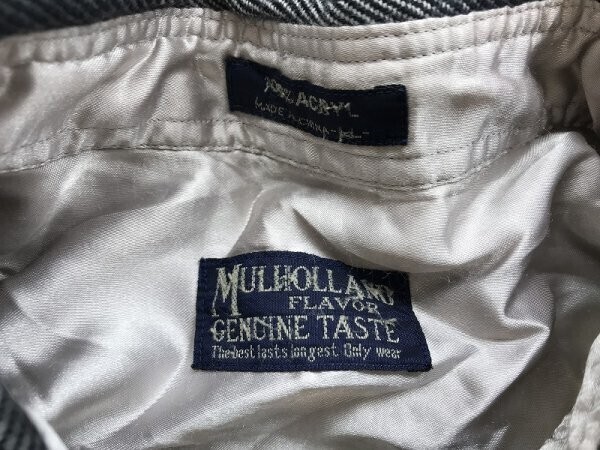 100% ACRYL
MADE IN CHINA -L-
MULHOLLAND
FLAVOR
GENUINE TASTE
The best lasts longest. Only wear